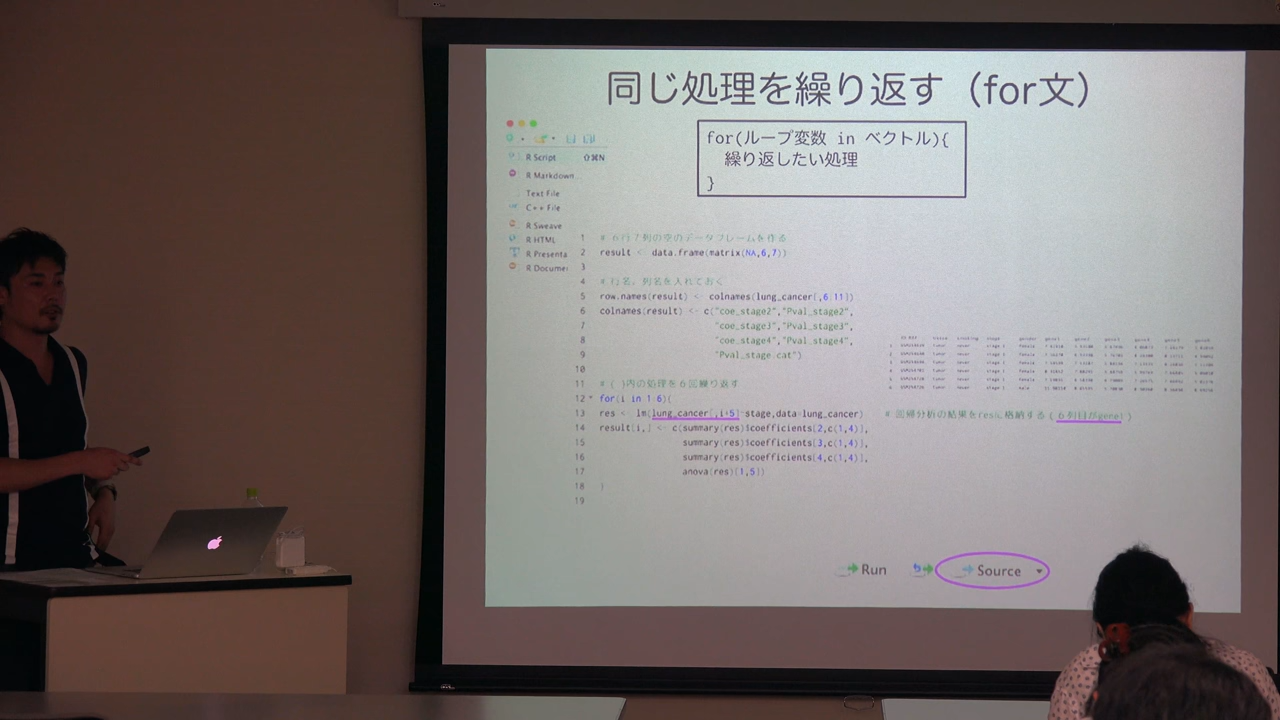 同じ処理を繰り返す（for文）
for(ループ変数 in ベクトル){
繰り返したい処理
}
R Script ⇧⌘N
R Markdown
Text File
C++ File
R Sweave
R HTML
R Presenta
R Documen
1 # 6行7列の空のデータフレームを作る
2 result <- data.frame(matrix(NA,6,7))
3
4 # 行名、列名を入れておく
5 row.names(result) <- colnames(lung_cancer[,6:11])
6 colnames(result) <- c("coe_stage2","Pval_stage2",
7 "coe_stage3","Pval_stage3",
8 "coe_stage4","Pval_stage4",
9 "Pval_stage.cat")
10
11 # { }内の処理を6回繰り返す
12 for(i in 1:6){
13 res <- lm(lung_cancer[,i+5]~stage,data=lung_cancer) # 回帰分析の結果をresに格納する（6列目がgene1）
14 result[i,] <- c(summary(res)$coefficients[2,c(1,4)],
15 summary(res)$coefficients[3,c(1,4)],
16 summary(res)$coefficients[4,c(1,4)],
17 anova(res)[1,5])
18 }
19
Run
Source